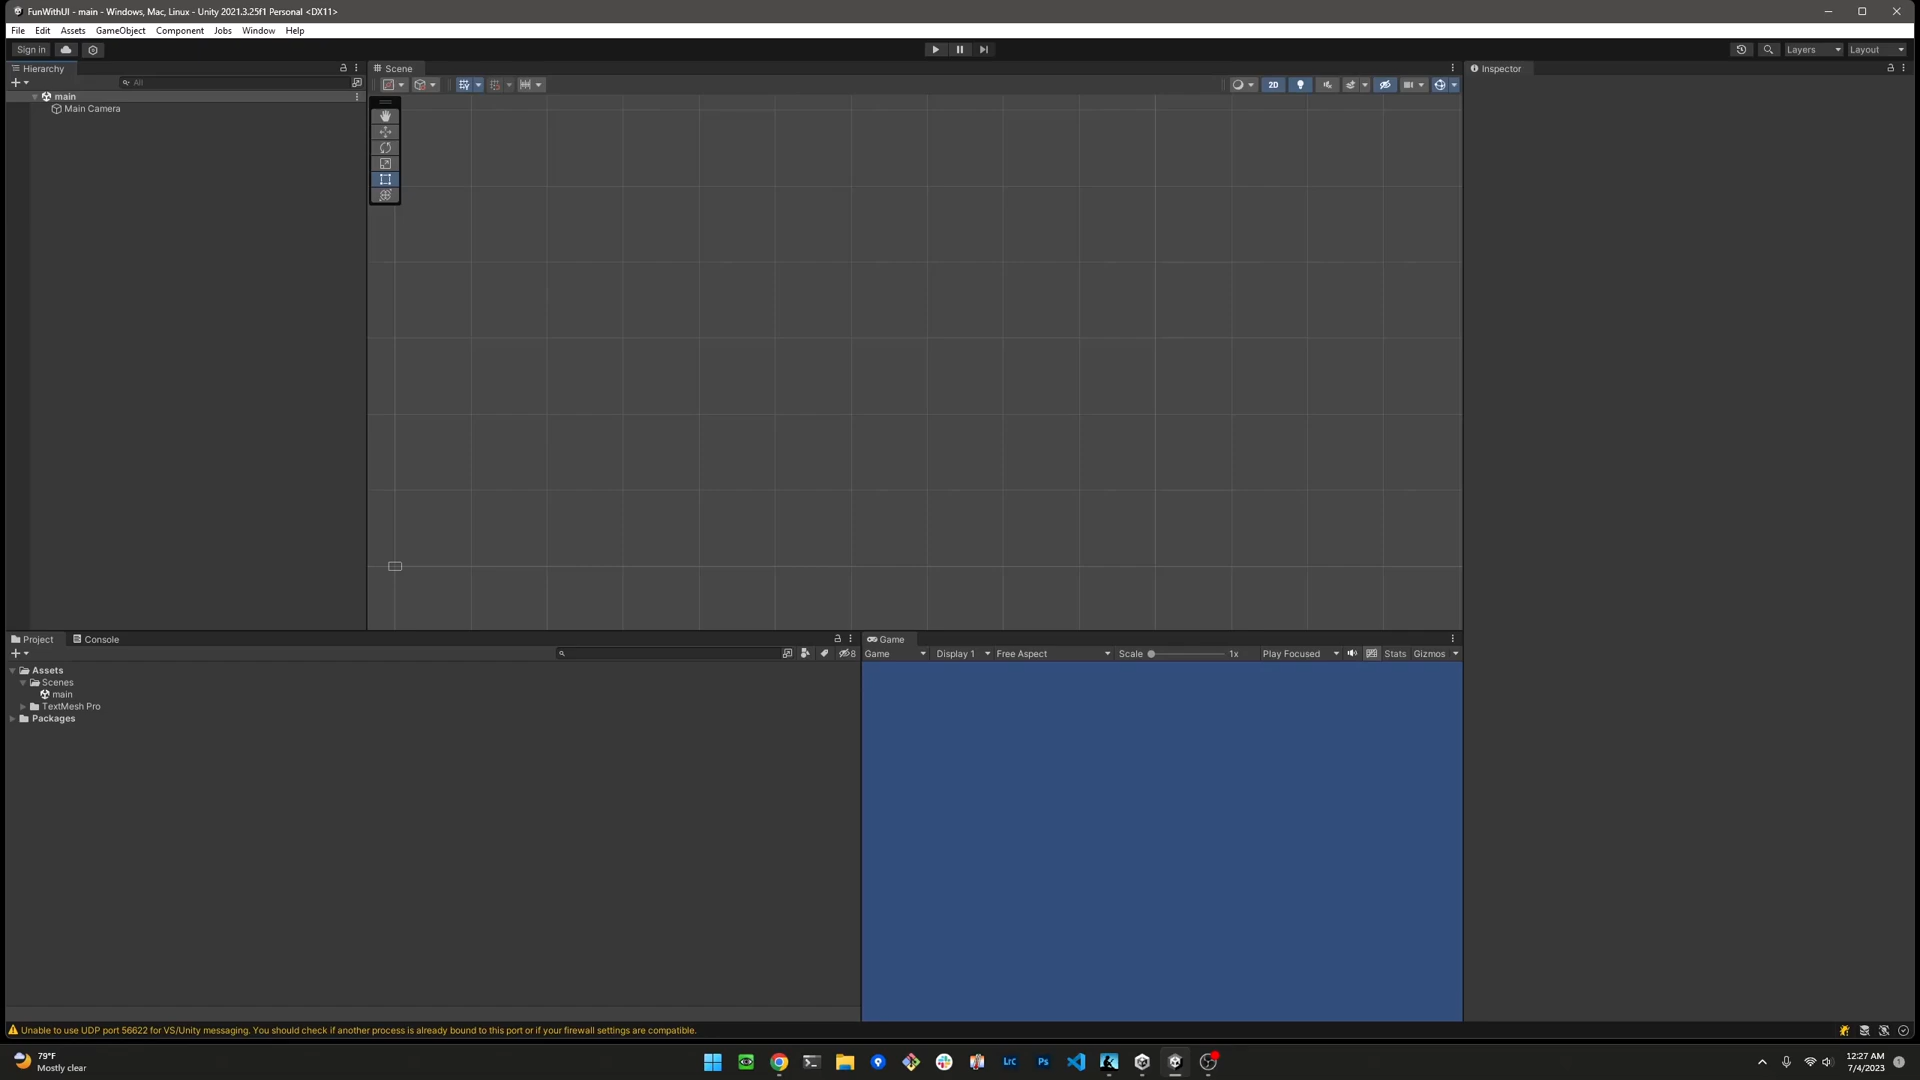 FunWithUI - main - Windows, Mac, Linux - Unity 2021.3.25f1 Personal <DX11>
File Edit Assets GameObject Component Jobs Window Help
Sign in
Layers
Layout
Hierarchy
Scene
Inspector
All
2D
main
Main Camera
Project
Console
Game
8
Game
Display 1
Free Aspect
Scale
1x
Play Focused
Stats
Gizmos
Assets
Scenes
main
TextMesh Pro
Packages
Unable to use UDP port 56622 for VS/Unity messaging. You should check if another process is already bound to this port or if your firewall settings are compatible.
79°F
Mostly clear
LrC
Ps
12:27 AM
7/4/2023
1